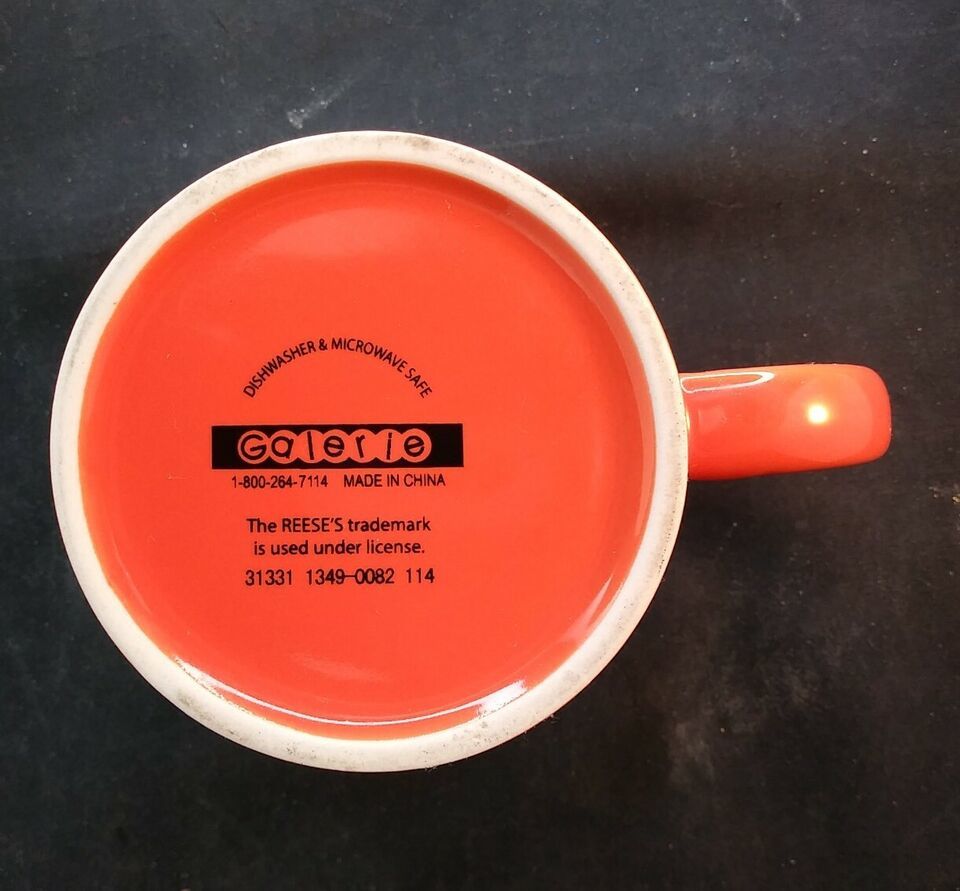 DISHWASHER & MICROWAVE SAFE
Galerie
1-800-264-7114 MADE IN CHINA
The REESE'S trademark
is used under license.
31331 1349-0082 114